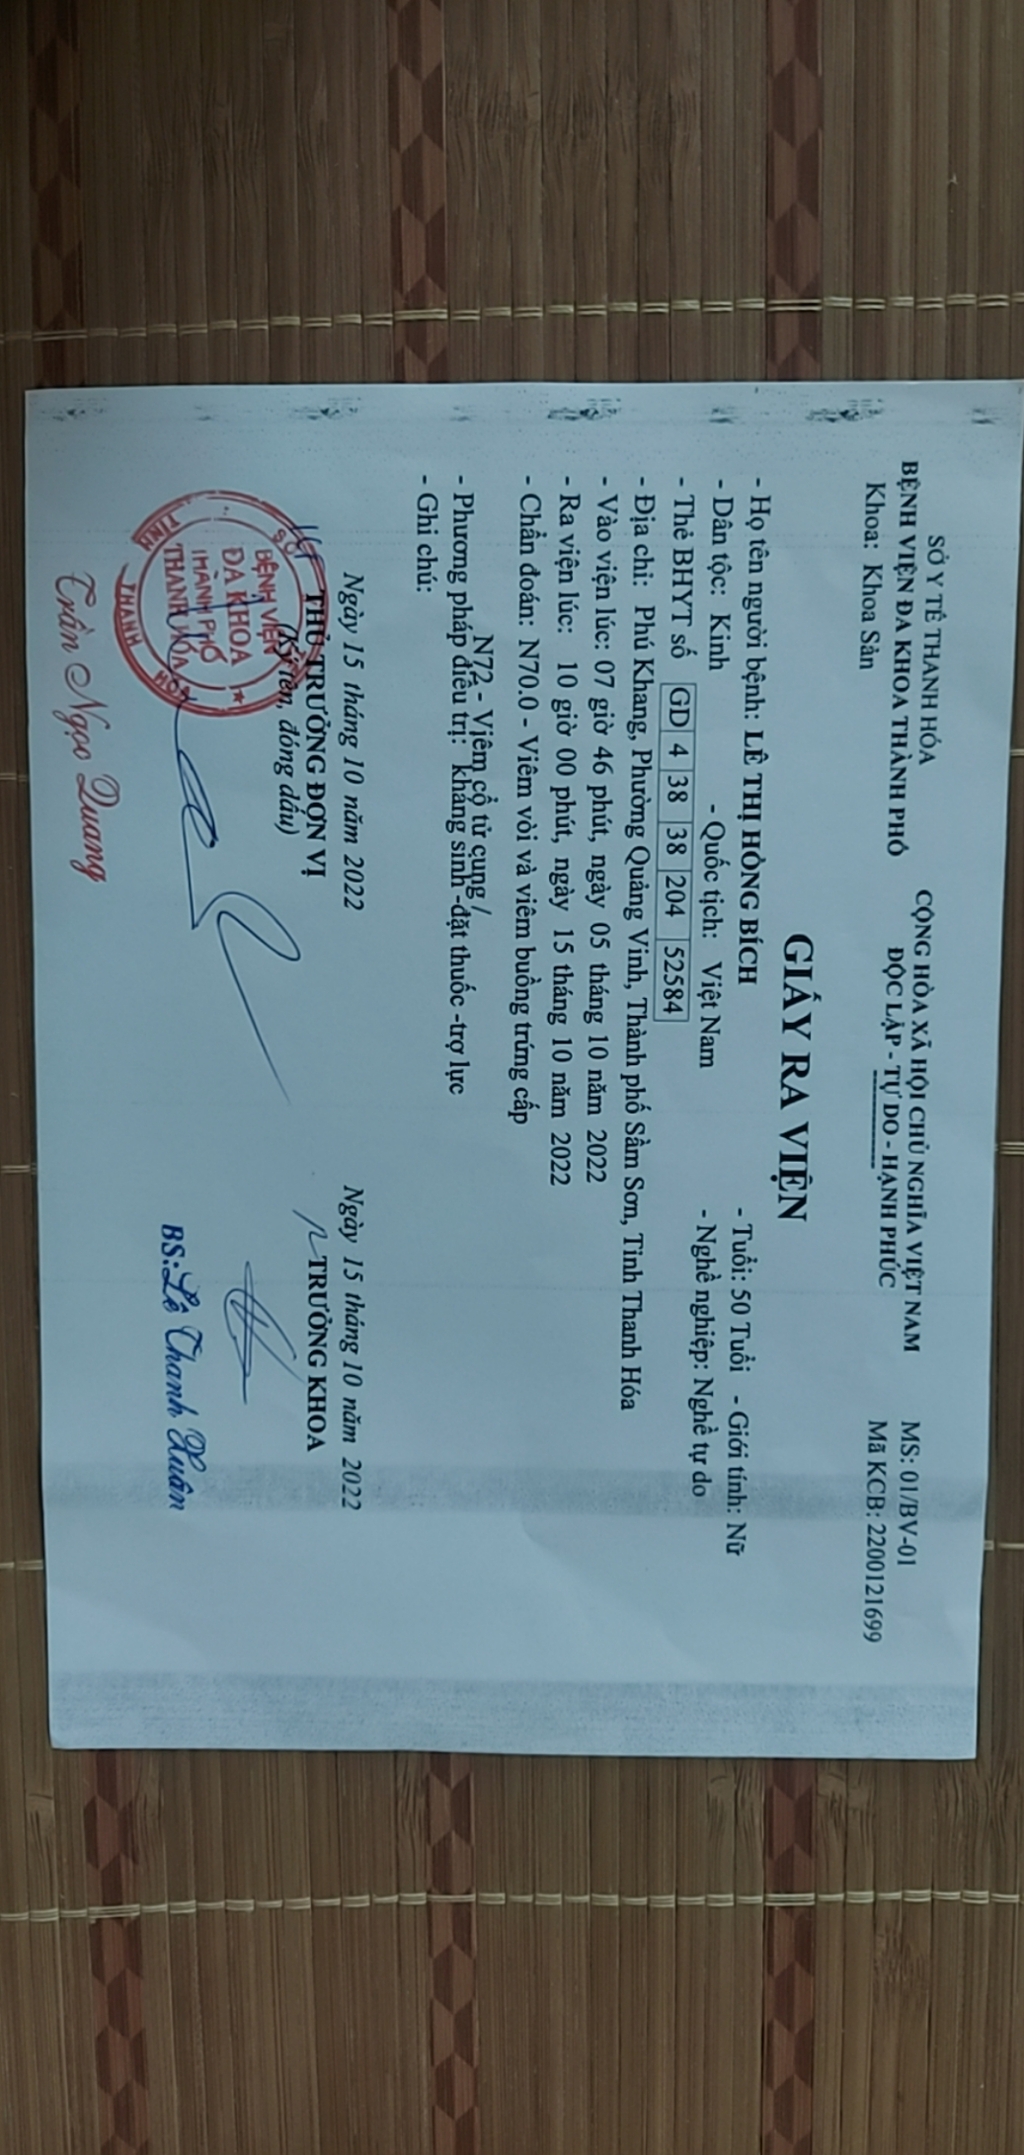 SỞ Y TẾ THANH HÓA
BỆNH VIỆN ĐA KHOA THÀNH PHỐ
Khoa: Khoa Sản
CỘNG HÒA XÃ HỘI CHỦ NGHĨA VIỆT NAM
ĐỘC LẬP - TỰ DO - HẠNH PHÚC
MS: 01/BV-01
Mã KCB: 2200121699
GIẤY RA VIỆN
- Họ tên người bệnh: LÊ THỊ HỒNG BÍCH - Tuổi: 50 Tuổi - Giới tính: Nữ
- Dân tộc: Kinh - Quốc tịch: Việt Nam - Nghề nghiệp: Nghề tự do
- Thẻ BHYT số GD 4 38 38 204 52584
- Địa chỉ: Phú Khang, Phường Quảng Vinh, Thành phố Sầm Sơn, Tỉnh Thanh Hóa
- Vào viện lúc: 07 giờ 46 phút, ngày 05 tháng 10 năm 2022
- Ra viện lúc: 10 giờ 00 phút, ngày 15 tháng 10 năm 2022
- Chẩn đoán: N70.0 - Viêm vòi và viêm buồng trứng cấp
N72 - Viêm cổ tử cung/
- Phương pháp điều trị: kháng sinh -đặt thuốc -trợ lực
- Ghi chú:
Ngày 15 tháng 10 năm 2022
THỦ TRƯỞNG ĐƠN VỊ
(Ký tên, đóng dấu)
BỆNH VIỆN
ĐA KHOA
THÀNH PHỐ
THANH HÓA
Trần Ngọc Quang
Ngày 15 tháng 10 năm 2022
TRƯỞNG KHOA
BS: Lê Thanh Xuân